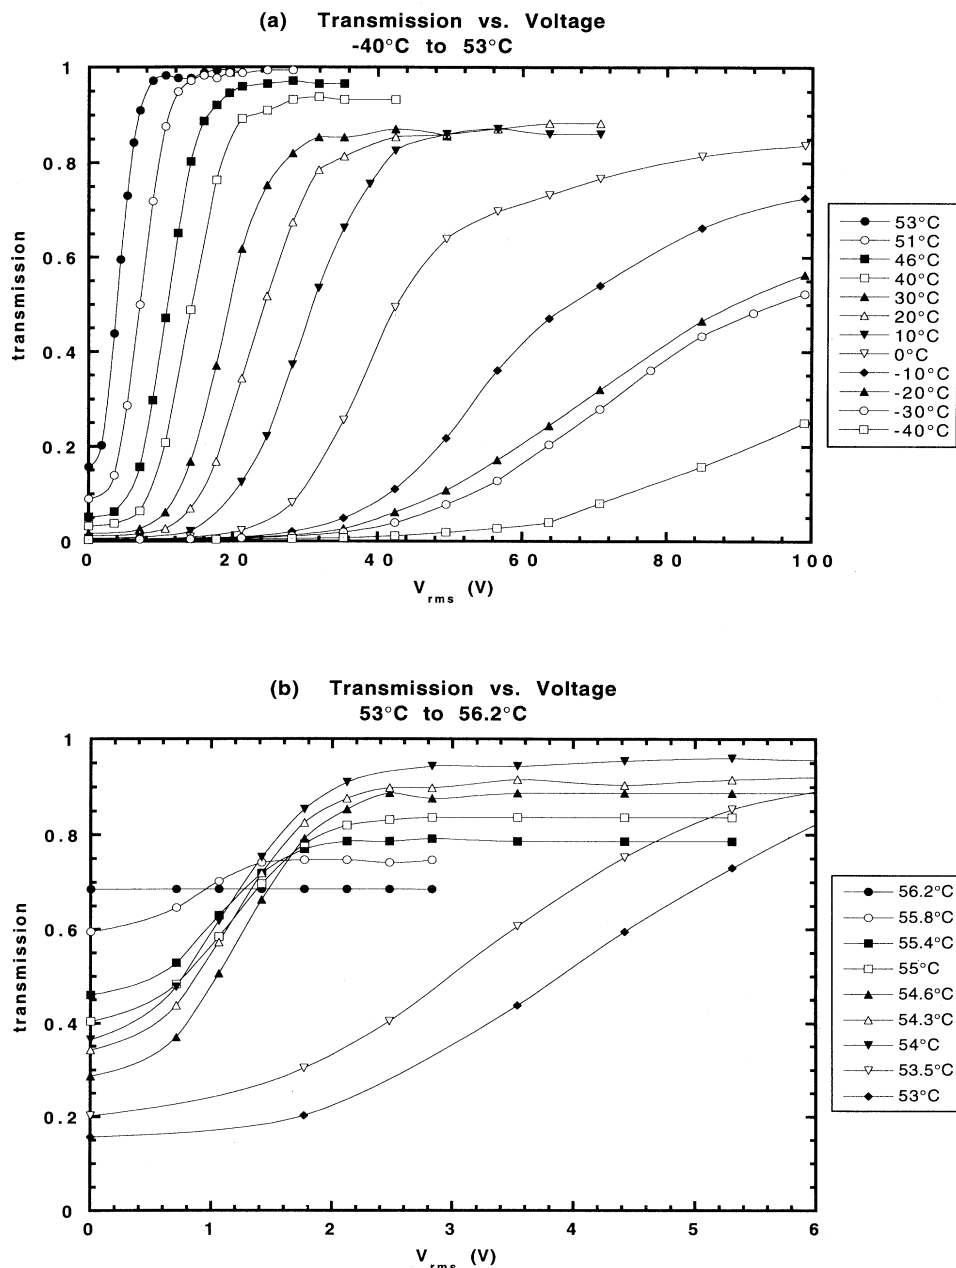 (a) Transmission vs. Voltage
-40°C to 53°C
1
0.8
0.6
0.4
0.2
0
transmission
0 20 40 60 80 100
V rms (V)
53°C
51°C
46°C
40°C
30°C
20°C
10°C
0°C
-10°C
-20°C
-30°C
-40°C
(b) Transmission vs. Voltage
53°C to 56.2°C
1
0.8
0.6
0.4
0.2
0
transmission
0 1 2 3 4 5 6
V rms (V)
56.2°C
55.8°C
55.4°C
55°C
54.6°C
54.3°C
54°C
53.5°C
53°C